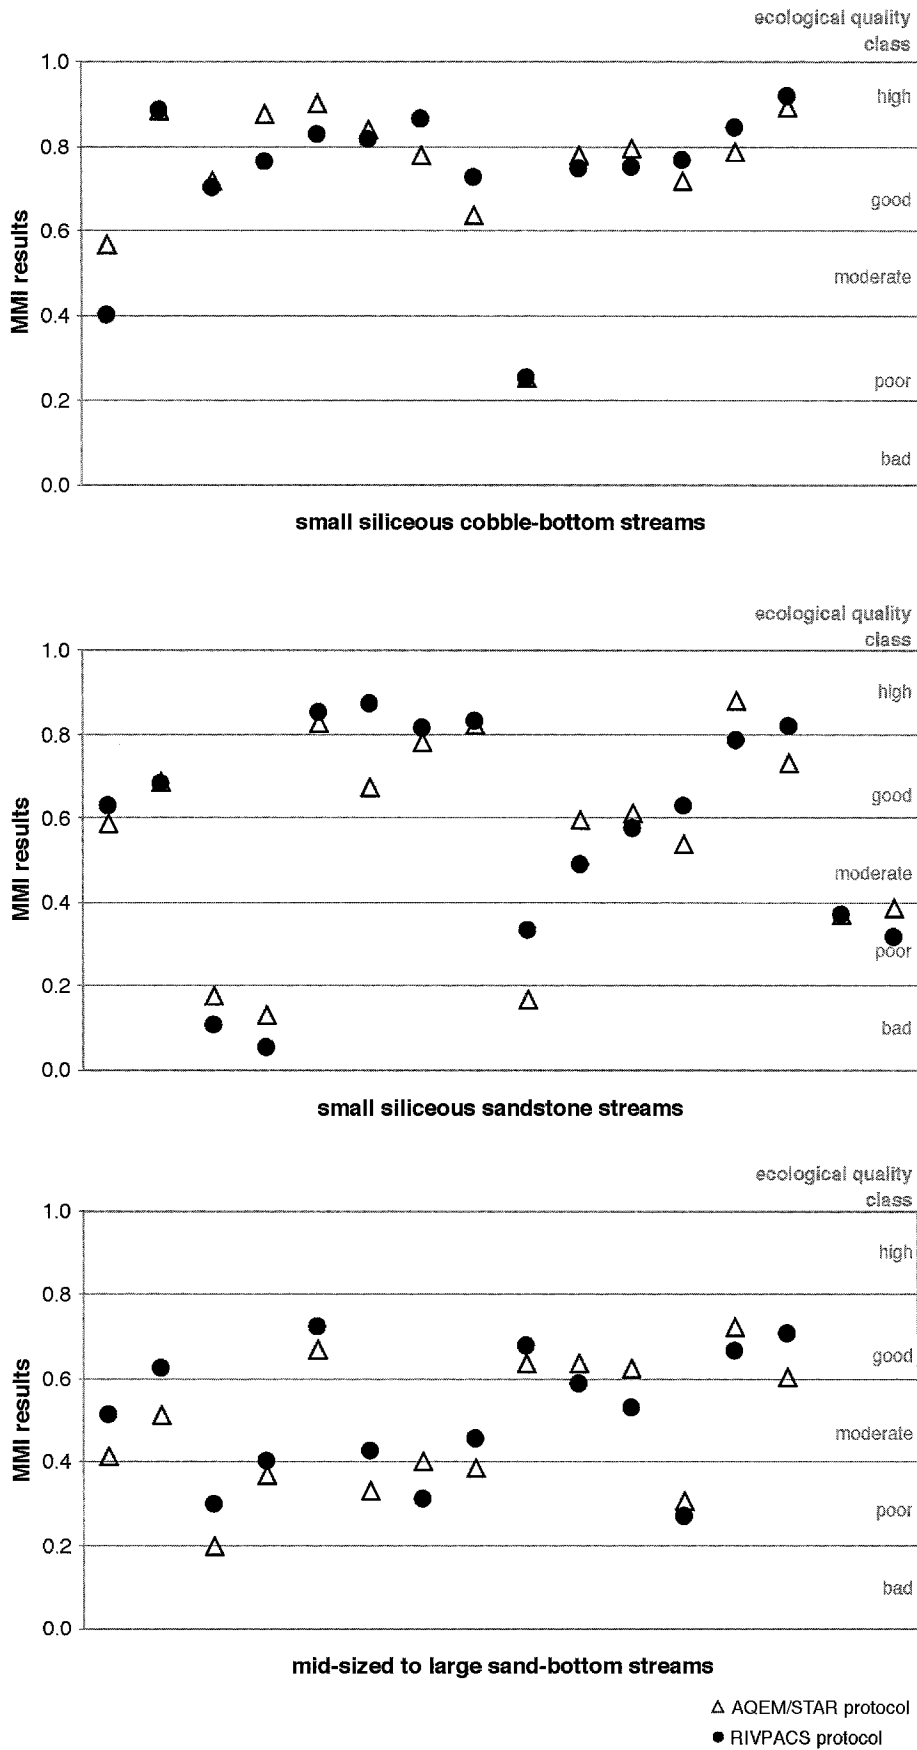 ecological quality
class
1.0
high
0.8
good
0.6
MMI results
moderate
0.4
poor
0.2
bad
0.0
small siliceous cobble-bottom streams
ecological quality
class
1.0
high
0.8
good
0.6
MMI results
moderate
0.4
poor
0.2
bad
0.0
small siliceous sandstone streams
ecological quality
class
1.0
high
0.8
good
0.6
MMI results
moderate
0.4
poor
0.2
bad
0.0
mid-sized to large sand-bottom streams
AQEM/STAR protocol
RIVPACS protocol